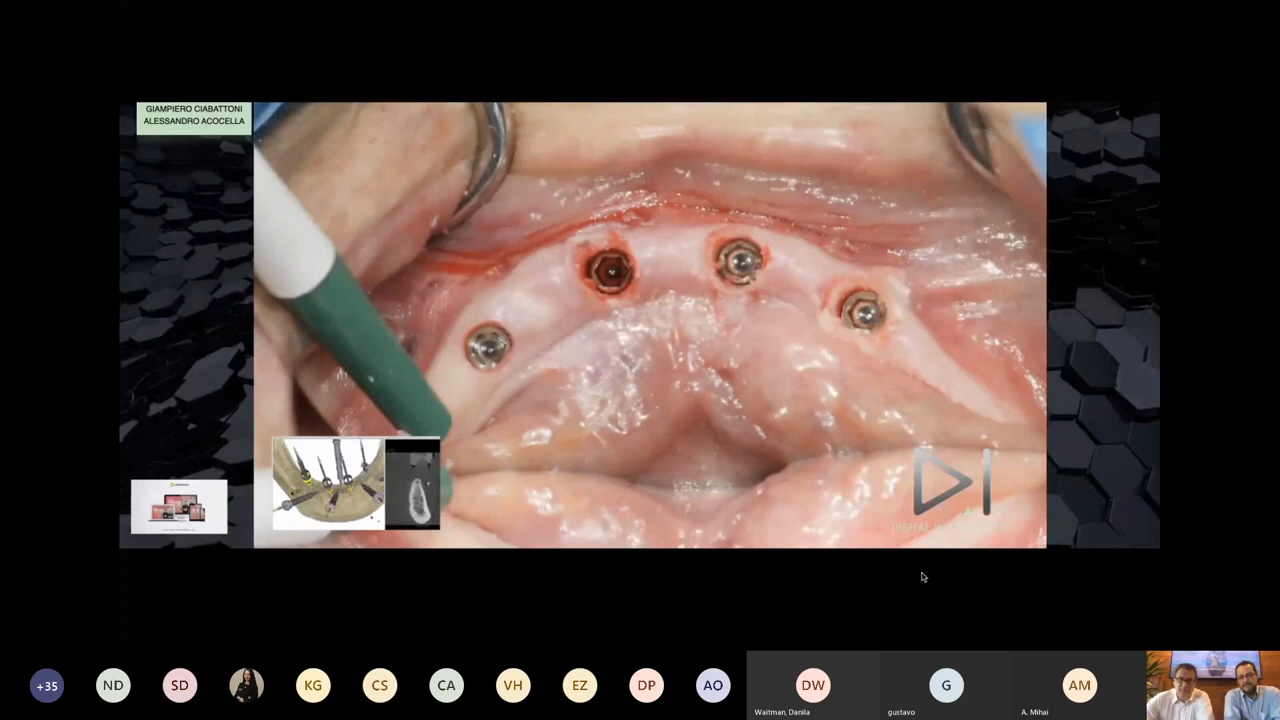 GIAMPIERO CIABATTONI
ALESSANDRO ACOCELLA
DIGITAL
+35
ND
SD
KG
CS
CA
VH
EZ
DP
AO
DW
G
AM
Waitman, Danila
gustavo
A. Mihai